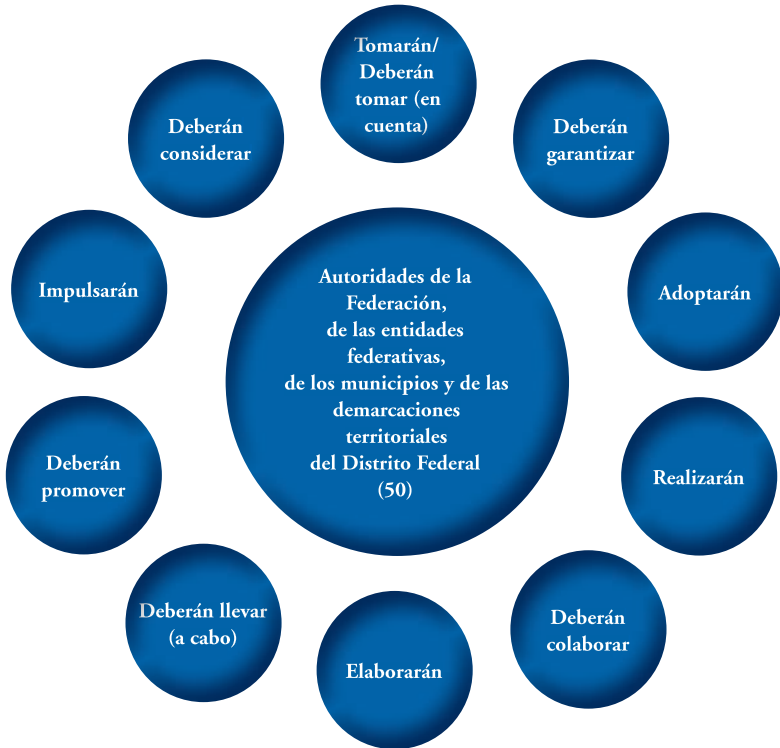 Tomarán/
Deberán
tomar (en
cuenta)
Deberán
garantizar
Adoptarán
Realizarán
Deberán
colaborar
Elaborarán
Deberán llevar
(a cabo)
Deberán
promover
Impulsarán
Deberán
considerar
Autoridades de la
Federación,
de las entidades
federativas,
de los municipios y de las
demarcaciones
territoriales
del Distrito Federal
(50)